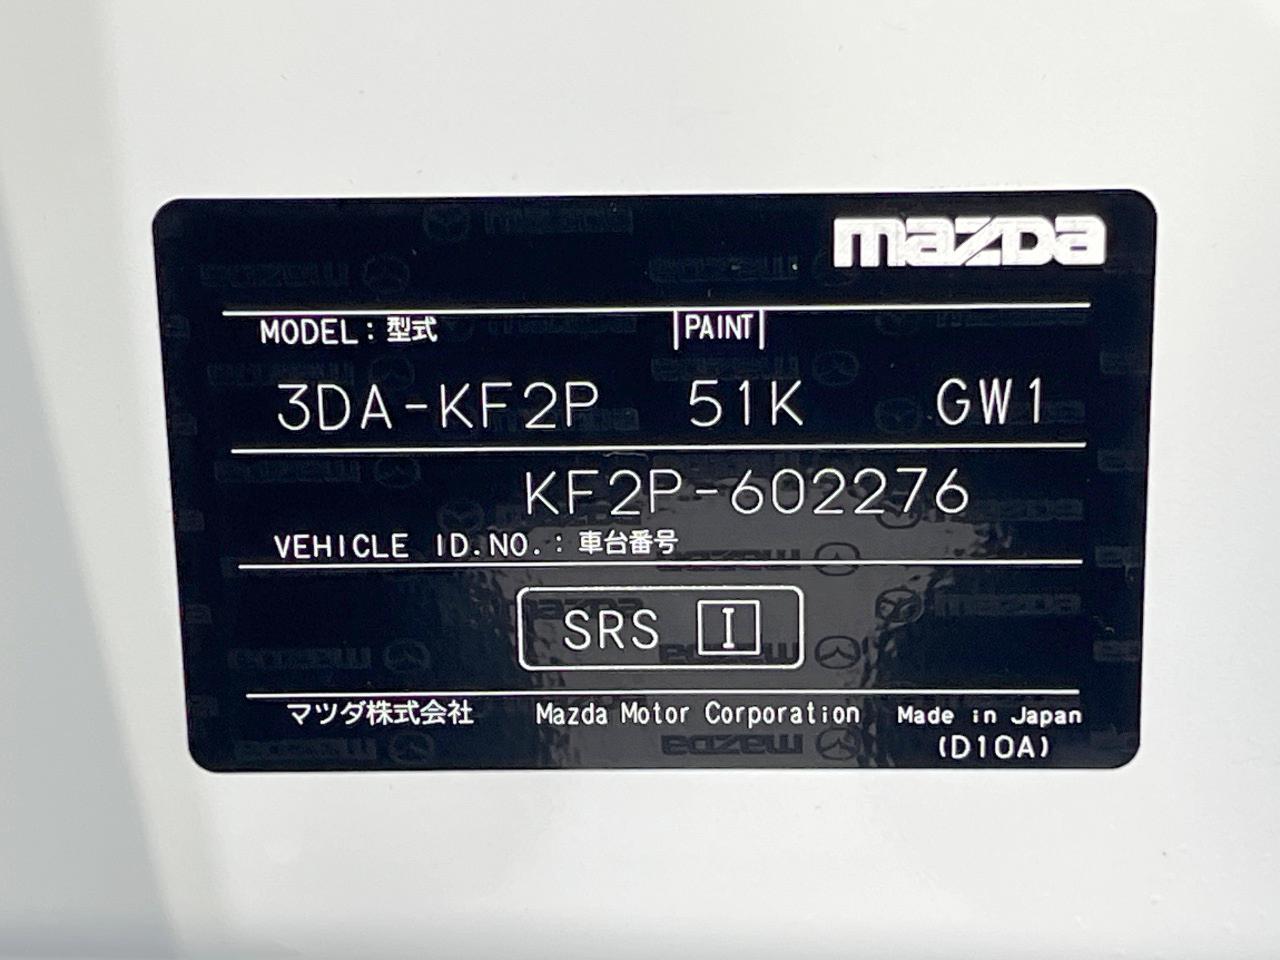 mazda
MODEL : 型式 PAINT
3DA-KF2P 51K GW1
KF2P-602276
VEHICLE ID.NO. : 車台番号
SRS I
マツダ株式会社 Mazda Motor Corporation Made in Japan
(D10A)